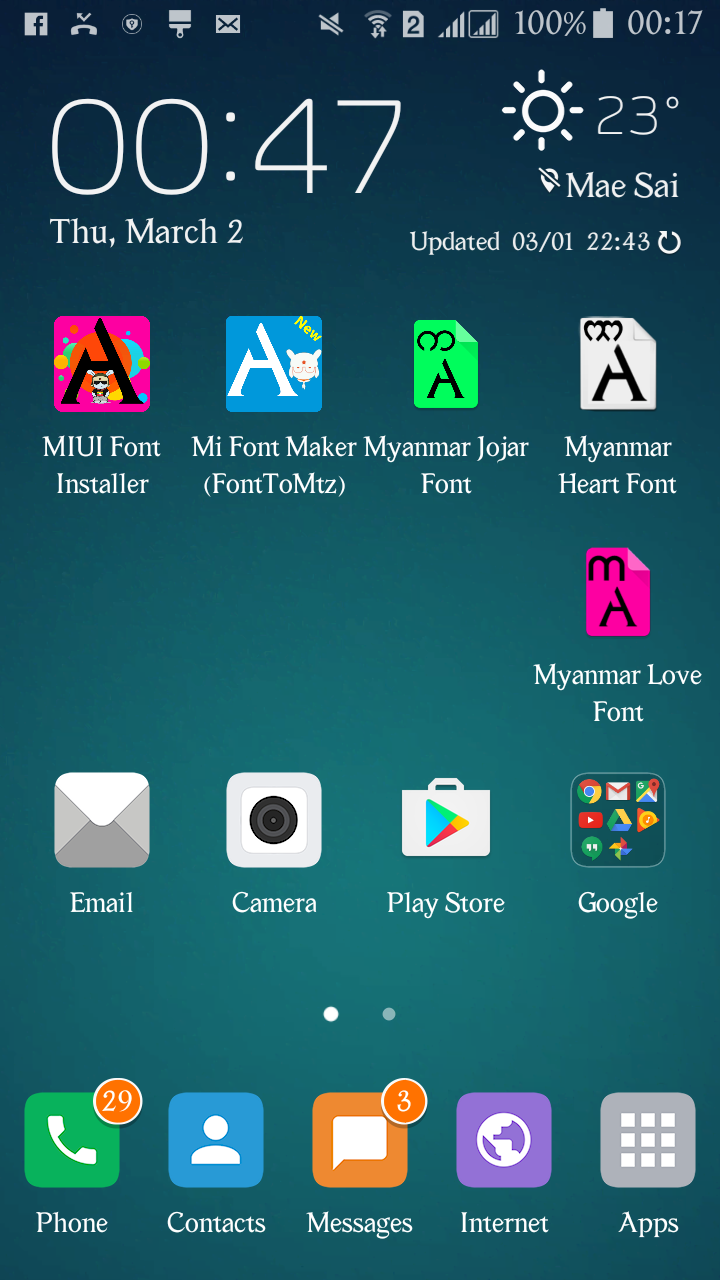 2 100% 00:17
00:47
23°
Mae Sai
Thu, March 2
Updated 03/01 22:43
New
MIUI Font Installer
Mi Font Maker (FontToMtz)
Myanmar Jojar Font
Myanmar Heart Font
Myanmar Love Font
Email
Camera
Play Store
Google
29
3
Phone
Contacts
Messages
Internet
Apps